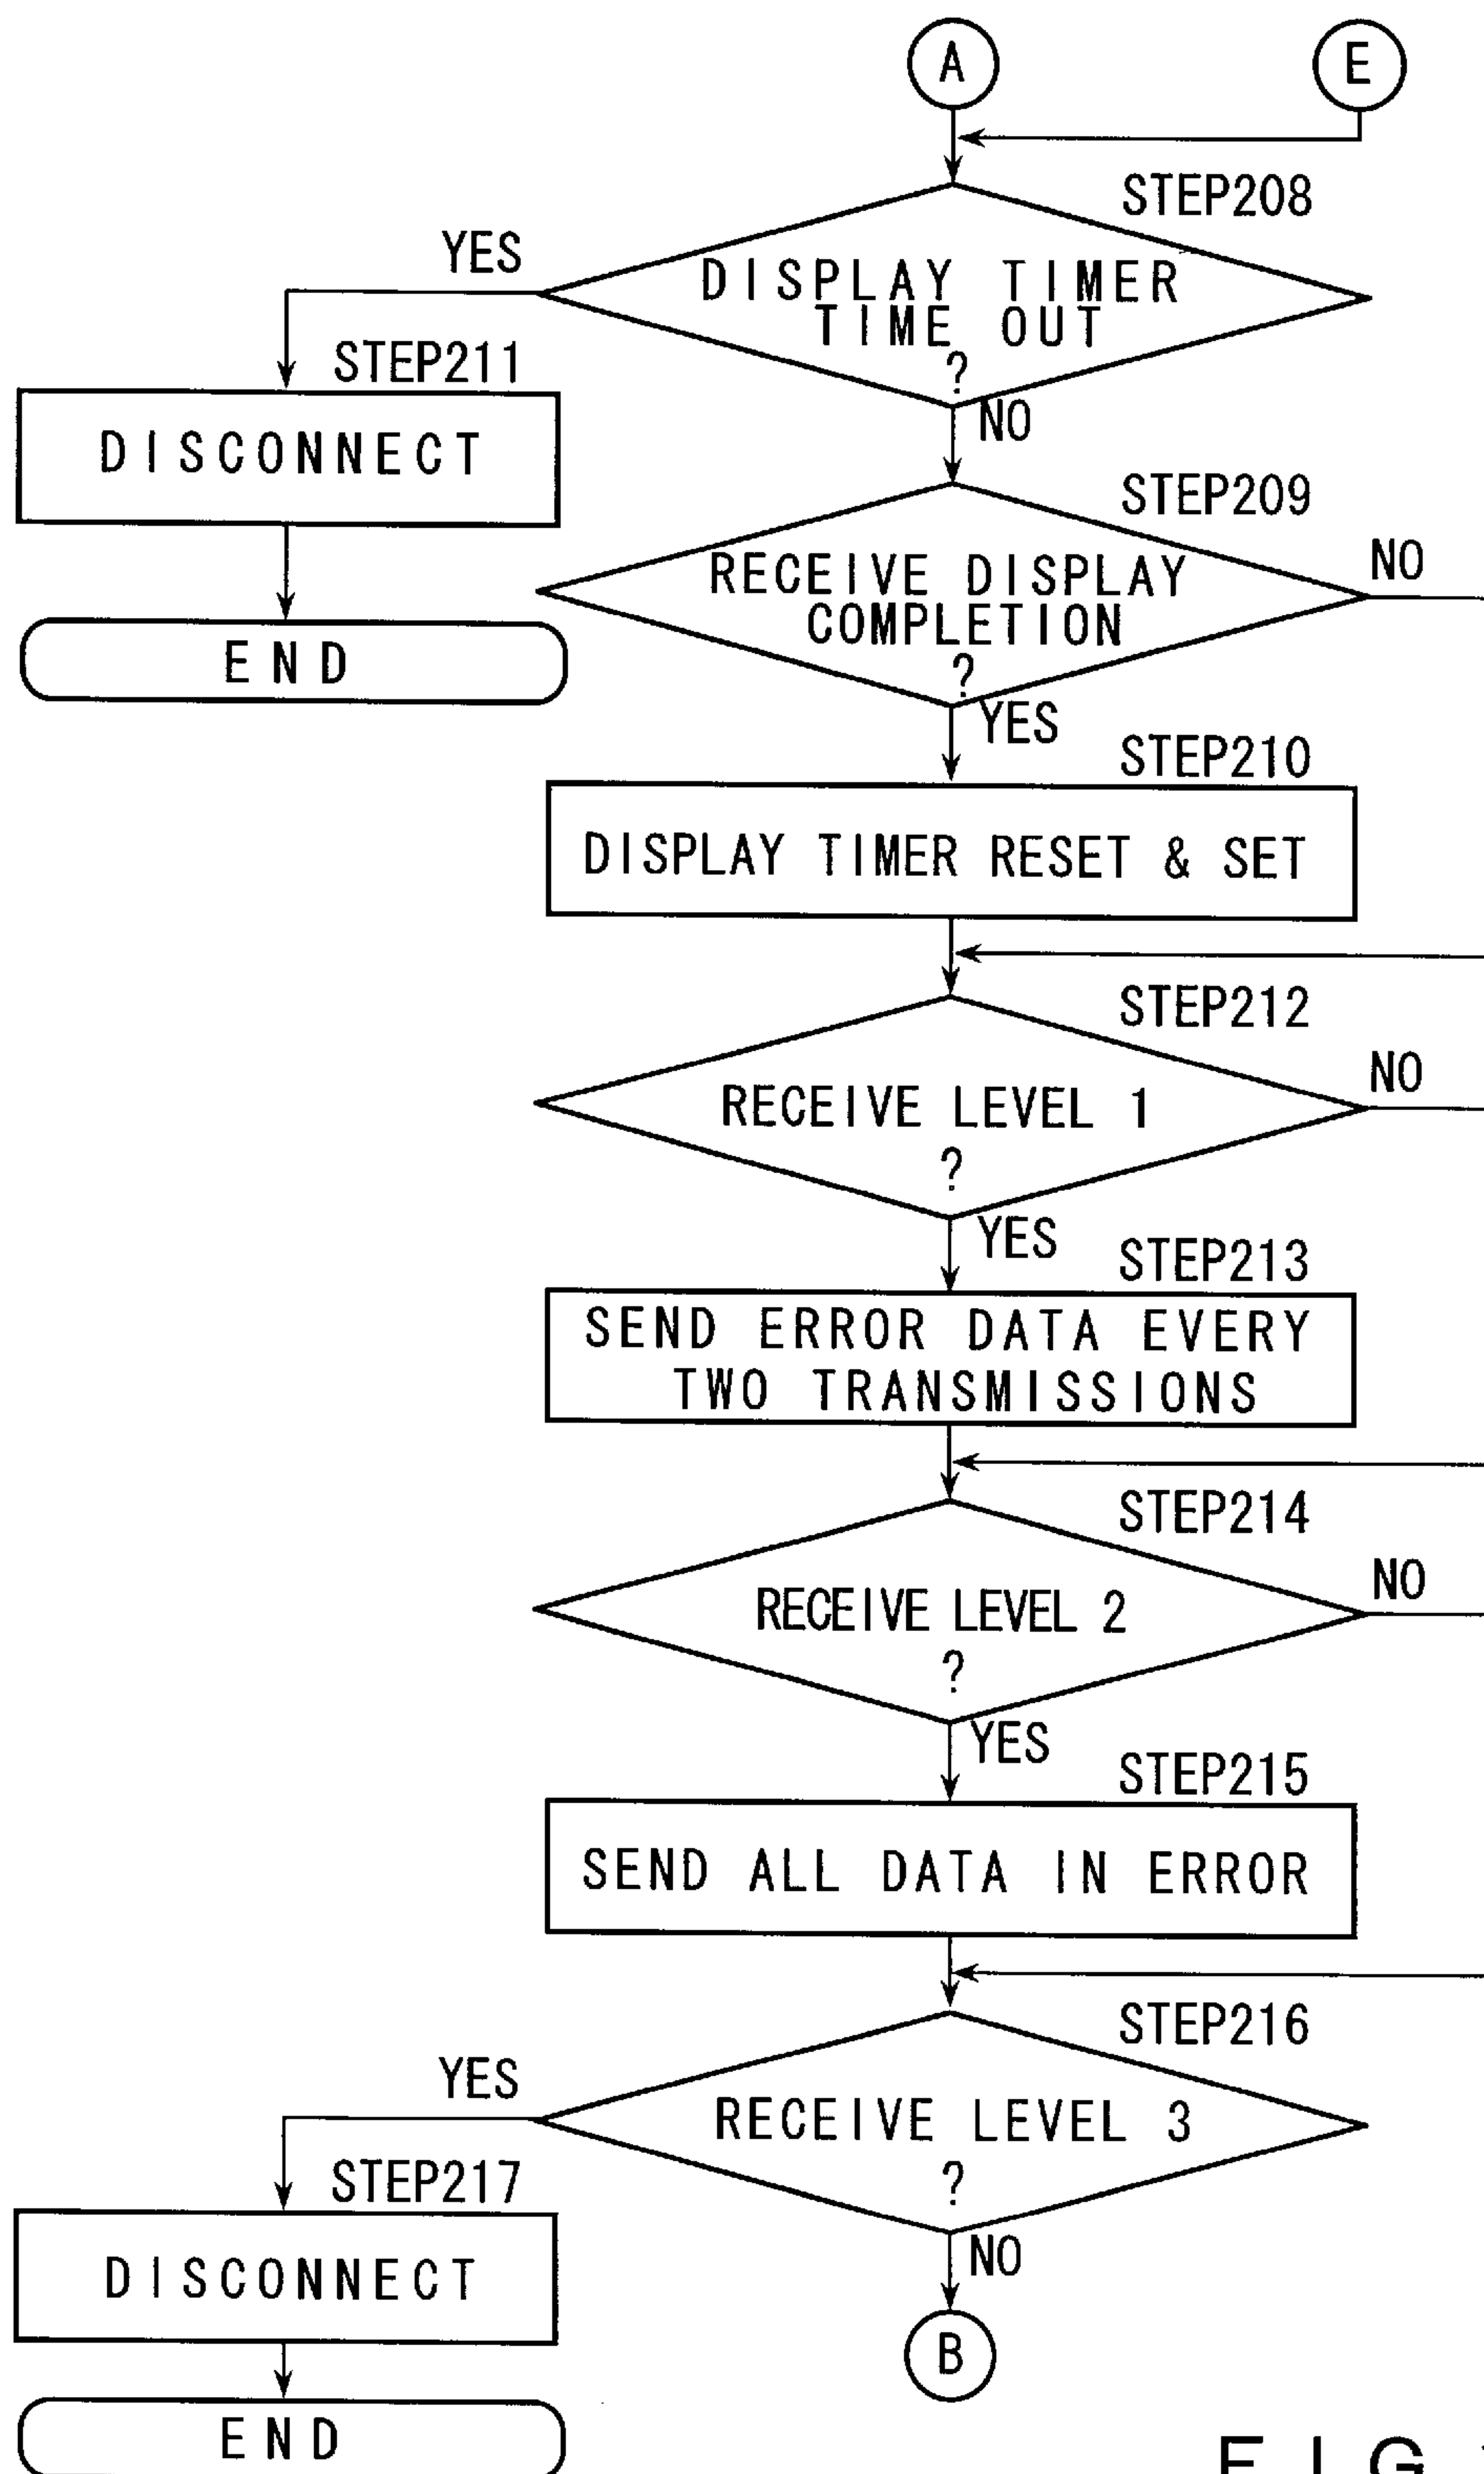 A
E
STEP208
YES
DISPLAY TIMER
TIME OUT
?
NO
STEP211
DISCONNECT
END
STEP209
RECEIVE DISPLAY
COMPLETION
?
NO
YES
STEP210
DISPLAY TIMER RESET & SET
STEP212
RECEIVE LEVEL 1
?
NO
YES
STEP213
SEND ERROR DATA EVERY
TWO TRANSMISSIONS
STEP214
RECEIVE LEVEL 2
?
NO
YES
STEP215
SEND ALL DATA IN ERROR
STEP216
YES
RECEIVE LEVEL 3
?
NO
STEP217
DISCONNECT
END
B
FIG